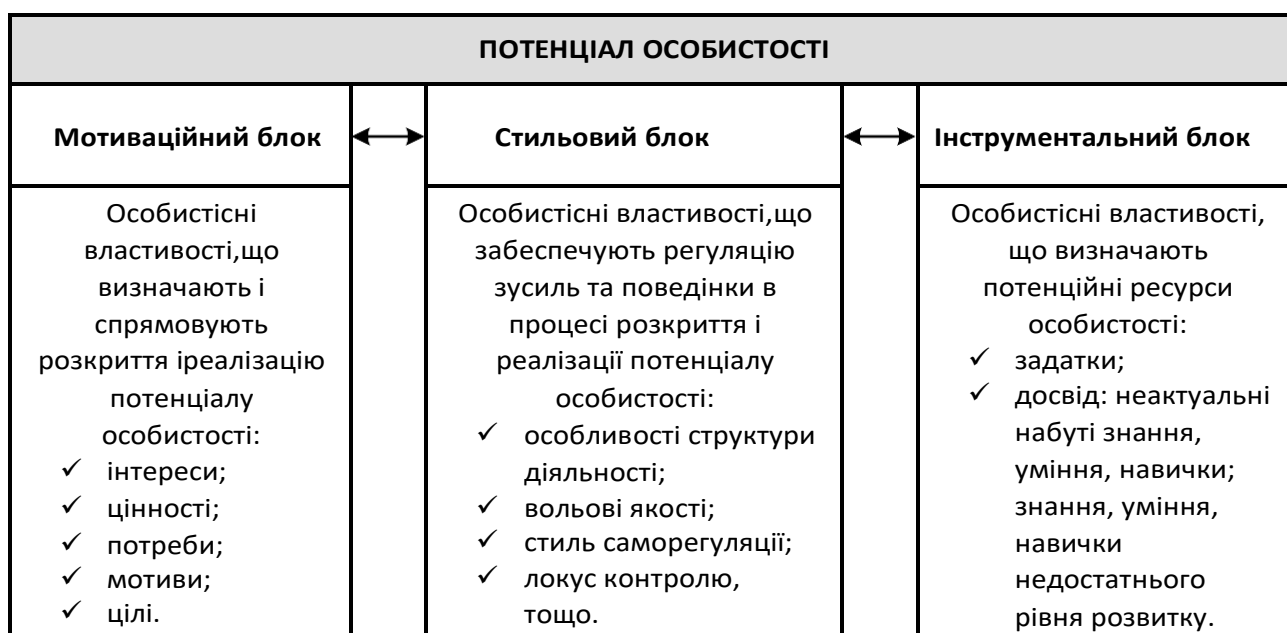 ПОТЕНЦІАЛ ОСОБИСТОСТІ
Мотиваційний блок
Стильовий блок
Інструментальний блок
Особистісні
властивості,що
визначають і
спрямовують
розкриття іреалізацію
потенціалу
особистості:
✓ інтереси;
✓ цінності;
✓ потреби;
✓ мотиви;
✓ цілі.
Особистісні властивості,що
забеспечують регуляцію
зусиль та поведінки в
процесі розкриття і
реалізації потенціалу
особистості:
✓ особливості структури
діяльності;
✓ вольові якості;
✓ стиль саморегуляції;
✓ локус контролю,
тощо.
Особистісні властивості,
що визначають
потенційні ресурси
особистості:
✓ задатки;
✓ досвід: неактуальні
набуті знання,
уміння, навички;
знання, уміння,
навички
недостатнього
рівня розвитку.